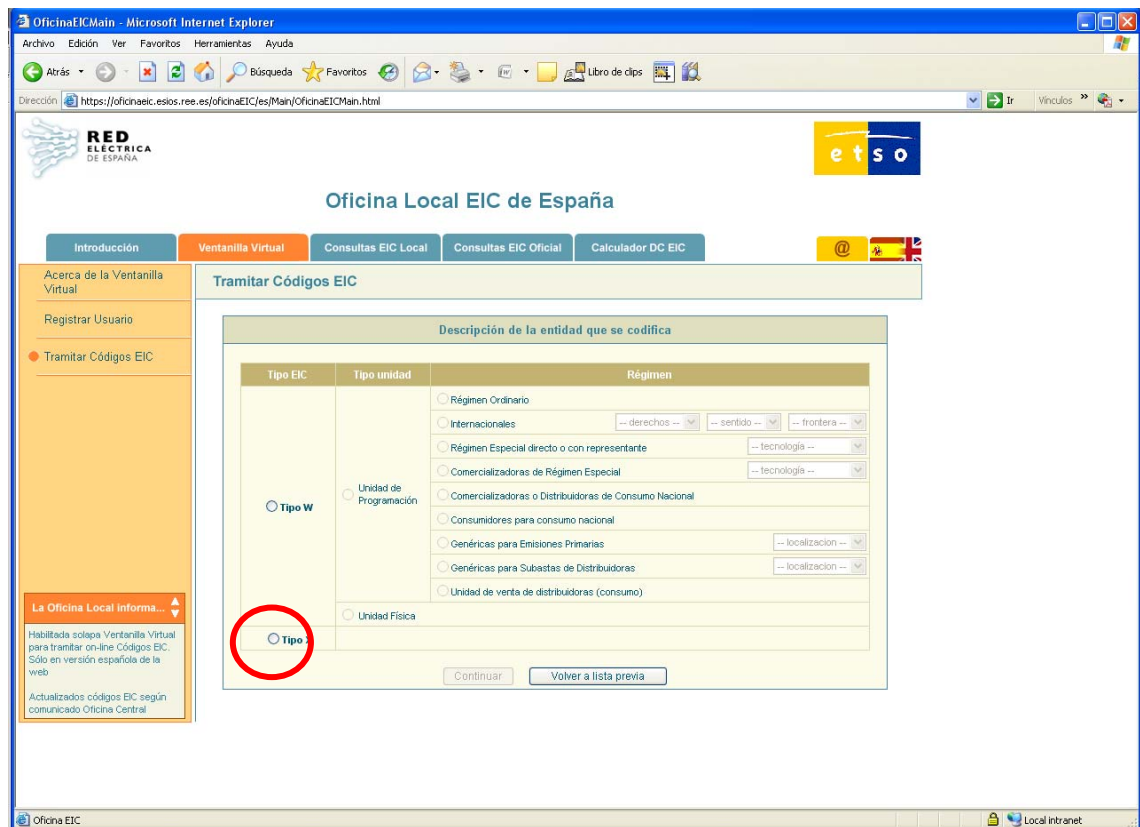 OficinaEICMain - Microsoft Internet Explorer
Archivo Edición Ver Favoritos Herramientas Ayuda
Atrás Búsqueda Favoritos Libro de clips
Dirección https://oficinaeic.esios.ree.es/oficinaEIC/es/Main/OficinaEICMain.html Ir Vínculos »
RED
ELÉCTRICA
DE ESPAÑA
etso
Oficina Local EIC de España
Introducción Ventanilla Virtual Consultas EIC Local Consultas EIC Oficial Calculador DC EIC @
Acerca de la Ventanilla
Virtual
Registrar Usuario
Tramitar Códigos EIC
Tramitar Códigos EIC
Descripción de la entidad que se codifica
Tipo EIC Tipo unidad Régimen
Régimen Ordinario
Internacionales -- derechos -- -- sentido -- -- frontera --
Régimen Especial directo o con representante -- tecnología --
Comercializadoras de Régimen Especial -- tecnología --
Tipo W
Unidad de
Programación
Comercializadoras o Distribuidoras de Consumo Nacional
Consumidores para consumo nacional
Genéricas para Emisiones Primarias -- localizacion --
Genéricas para Subastas de Distribuidoras -- localizacion --
Unidad de venta de distribuidoras (consumo)
Unidad Física
Tipo
Continuar Volver a lista previa
La Oficina Local informa...
Habilitada solapa Ventanilla Virtual
para tramitar on-line Códigos EIC.
Sólo en versión española de la
web
Actualizados códigos EIC según
comunicado Oficina Central
Oficina EIC Local intranet